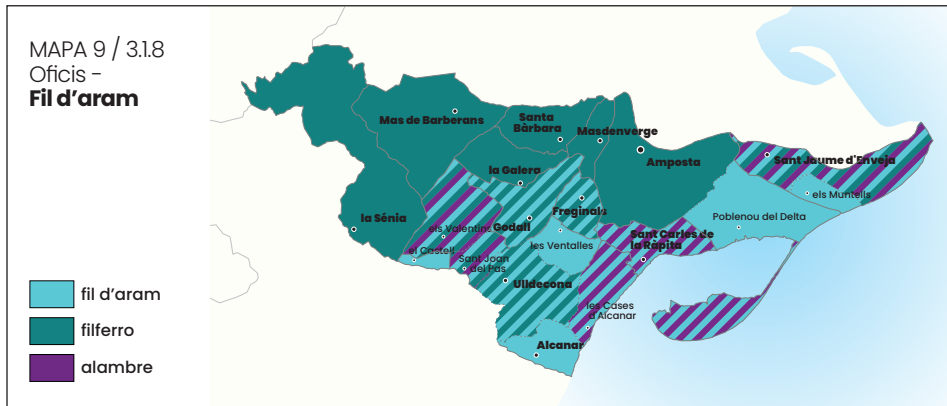 MAPA 9 / 3.1.8
Oficis -
Fil d'aram
fil d'aram
filferro
alambre
Mas de Barberans
Santa
Bàrbara
Masdenverge
Amposta
Sant Jaume d'Enveja
els Muntells
la Galera
Freginals
Poblenou del Delta
la Sénia
els Valentins
Godall
les Ventalles
Sant Carles de
la Ràpita
el Castell
Sant Joan
del Pas
Ulldecona
les Cases
d'Alcanar
Alcanar